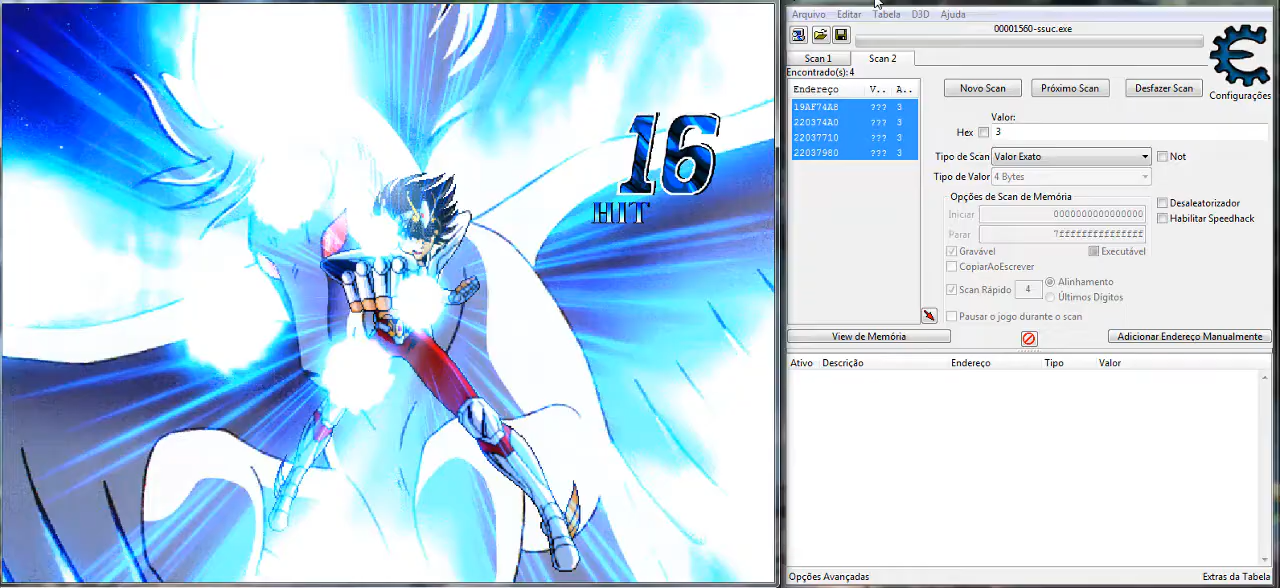 16
HIT
Arquivo Editar Tabela D3D Ajuda
00001560-ssuc.exe
Scan 1 Scan 2
Configurações
Encontrado(s):4
Endereço V.. A..
19AF74A8 ??? 3
220374A0 ??? 3
22037710 ??? 3
22037980 ??? 3
Novo Scan Próximo Scan Desfazer Scan
Valor:
Hex 3
Tipo de Scan Valor Exato Not
Tipo de Valor 4 Bytes
Opções de Scan de Memória
Iniciar 0000000000000000
Parar 7fffffffffffffff
Gravável Executável
CopiarAoEscrever
Scan Rápido 4 Alinhamento
Últimos Dígitos
Pausar o jogo durante o scan
Desaleatorizador
Habilitar Speedhack
View de Memória Adicionar Endereço Manualmente
Ativo Descrição Endereço Tipo Valor
Opções Avançadas Extras da Tabela